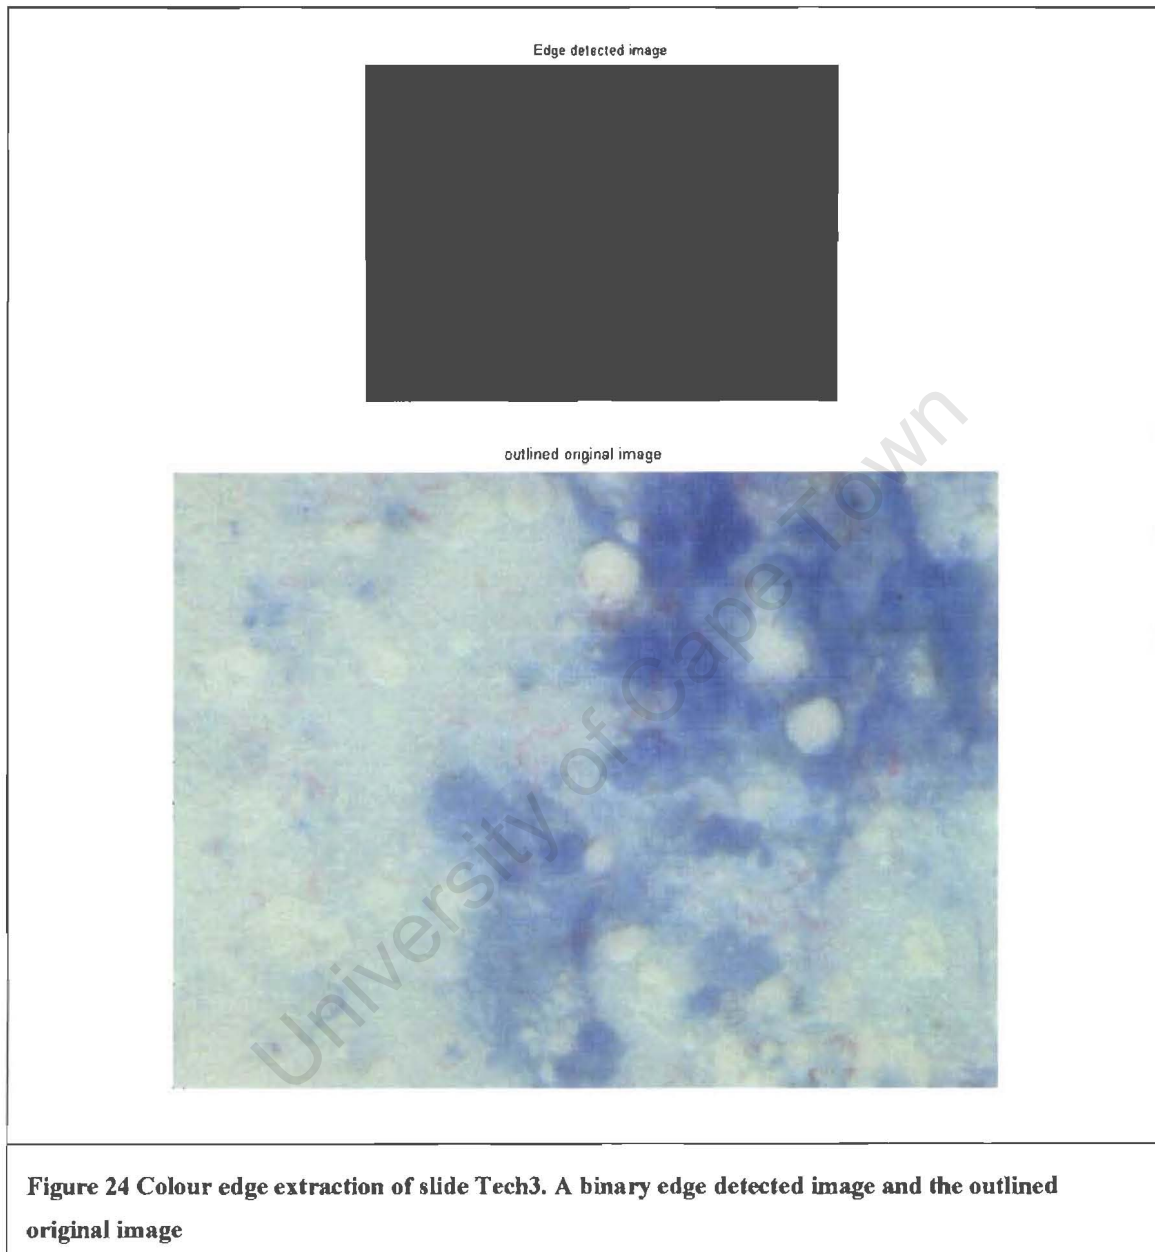 Edge detected image
outlined original image
University of Cape Town
Figure 24 Colour edge extraction of slide Tech3. A binary edge detected image and the outlined
original image